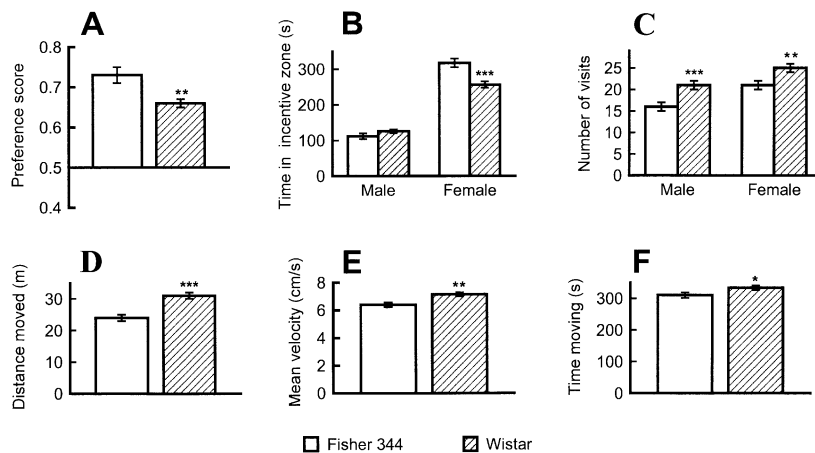 A
B
C
Preference score
0.8
0.7
0.6
0.5
0.4
**
Time in incentive zone (s)
300
200
100
0
***
Male
Female
Number of visits
25
20
15
10
5
0
***
**
Male
Female
D
E
F
Distance moved (m)
30
20
10
0
***
Mean velocity (cm/s)
8
6
4
2
0
**
Time moving (s)
300
200
100
0
*
Fisher 344
Wistar